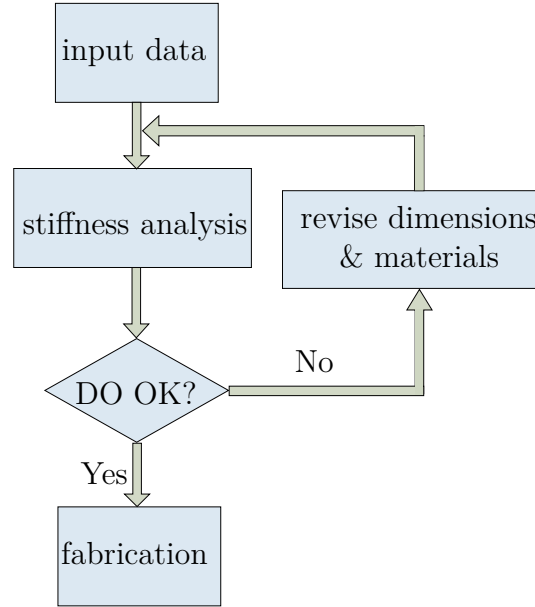 input data
stiffness analysis
revise dimensions
& materials
No
DO OK?
Yes
fabrication